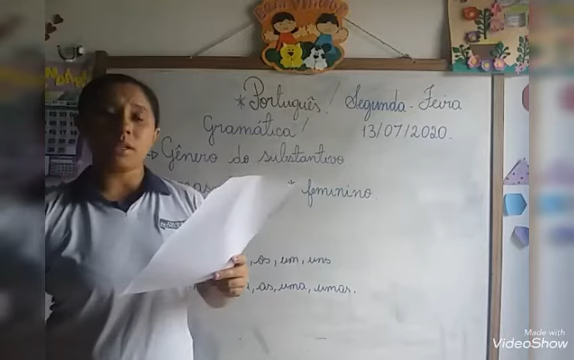 * Português / Segunda-Feira
Gramática / 13/07/2020.
→ Gênero do substantivo
* feminino
, os, um, uns
, as, uma, umas.
Made with
VideoShow